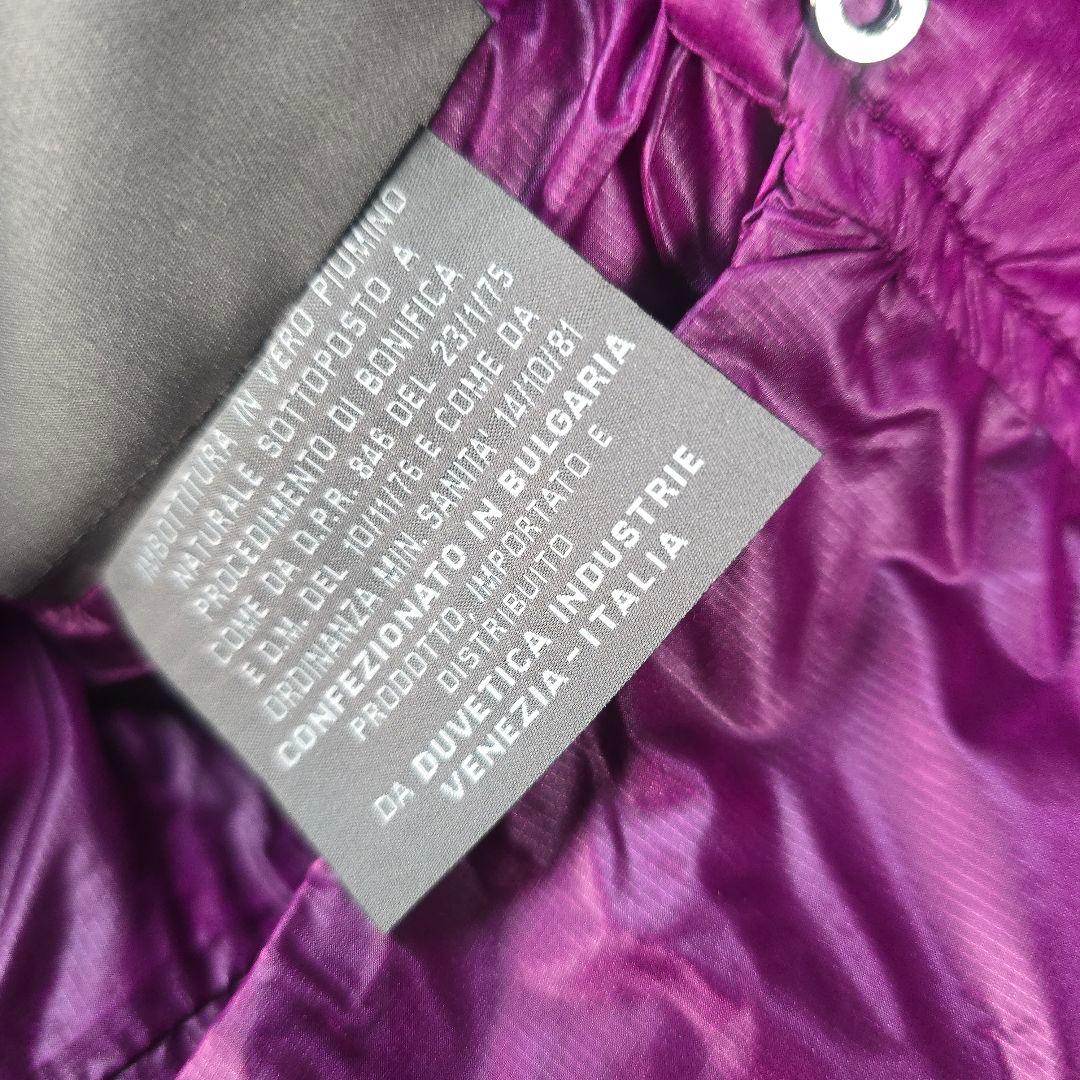 IMBOTTITURA IN VERO PIUMINO
NATURALE SOTTOPOSTO A
PROCEDIMENTO DI BONIFICA
COME DA D.P.R. 846 DEL 23/11/75
E D.M. DEL 10/11/76 E COME DA
ORDINANZA MIN. SANITA' 14/10/81
CONFEZIONATO IN BULGARIA
PRODOTTO, IMPORTATO E
DISTRIBUITO
DA DUVETICA INDUSTRIE
VENEZIA-ITALIA